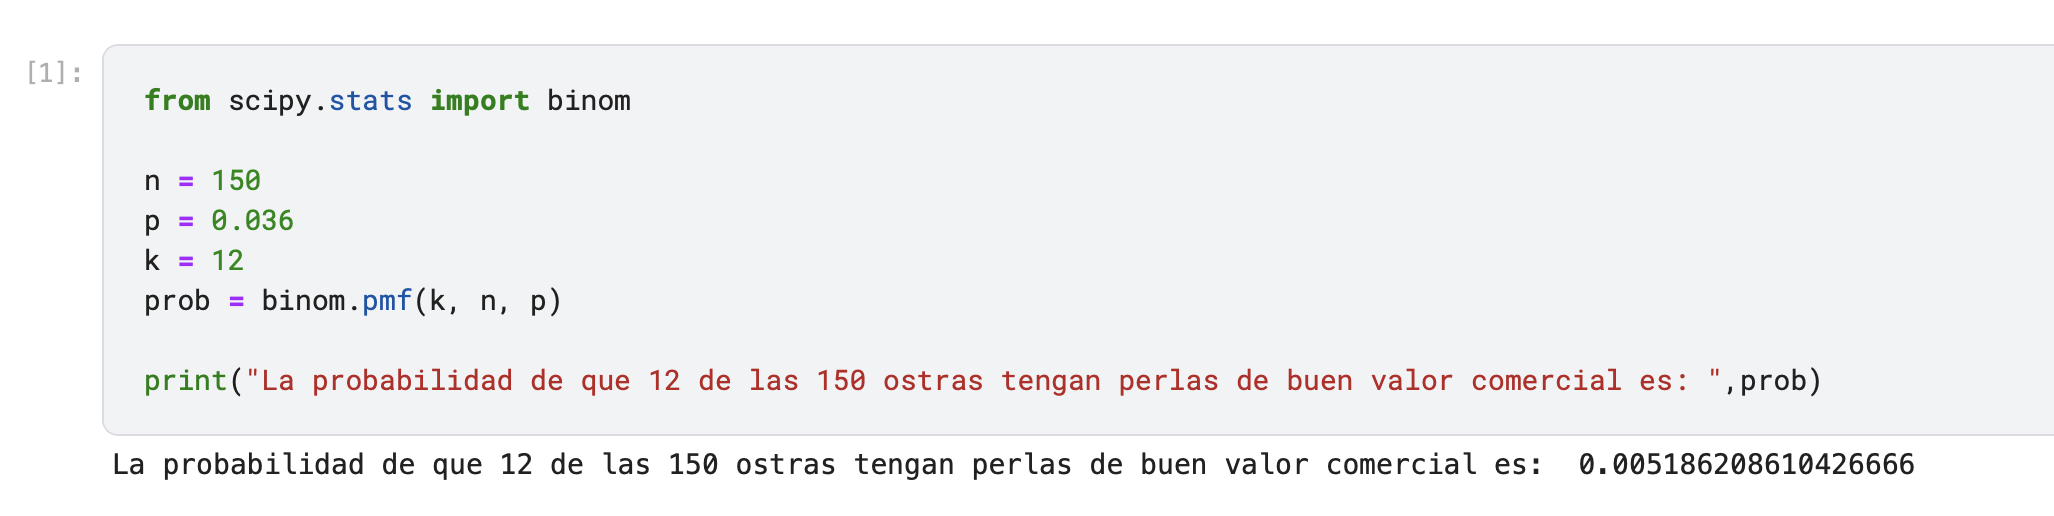 [1]:
from scipy.stats import binom
n = 150
p = 0.036
k = 12
prob = binom.pmf(k, n, p)
print("La probabilidad de que 12 de las 150 ostras tengan perlas de buen valor comercial es: ",prob)
La probabilidad de que 12 de las 150 ostras tengan perlas de buen valor comercial es:  0.005186208610426666